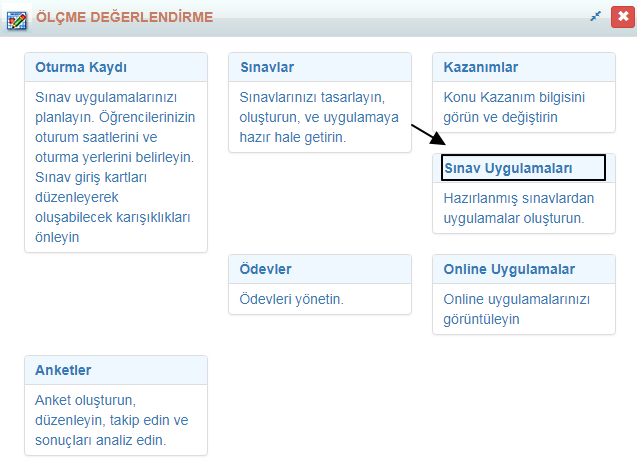 ÖLÇME DEĞERLENDİRME
Oturma Kaydı
Sınav uygulamalarınızı
planlayın. Öğrencilerinizin
oturum saatlerini ve
oturma yerlerini belirleyin.
Sınav giriş kartları
düzenleyerek
oluşabilecek karışıklıkları
önleyin
Sınavlar
Sınavlarınızı tasarlayın,
oluşturun, ve uygulamaya
hazır hale getirin.
Kazanımlar
Konu Kazanım bilgisini
görün ve değiştirin
Sınav Uygulamaları
Hazırlanmış sınavlardan
uygulamalar oluşturun.
Ödevler
Ödevleri yönetin.
Online Uygulamalar
Online uygulamalarınızı
görüntüleyin
Anketler
Anket oluşturun,
düzenleyin, takip edin ve
sonuçları analiz edin.